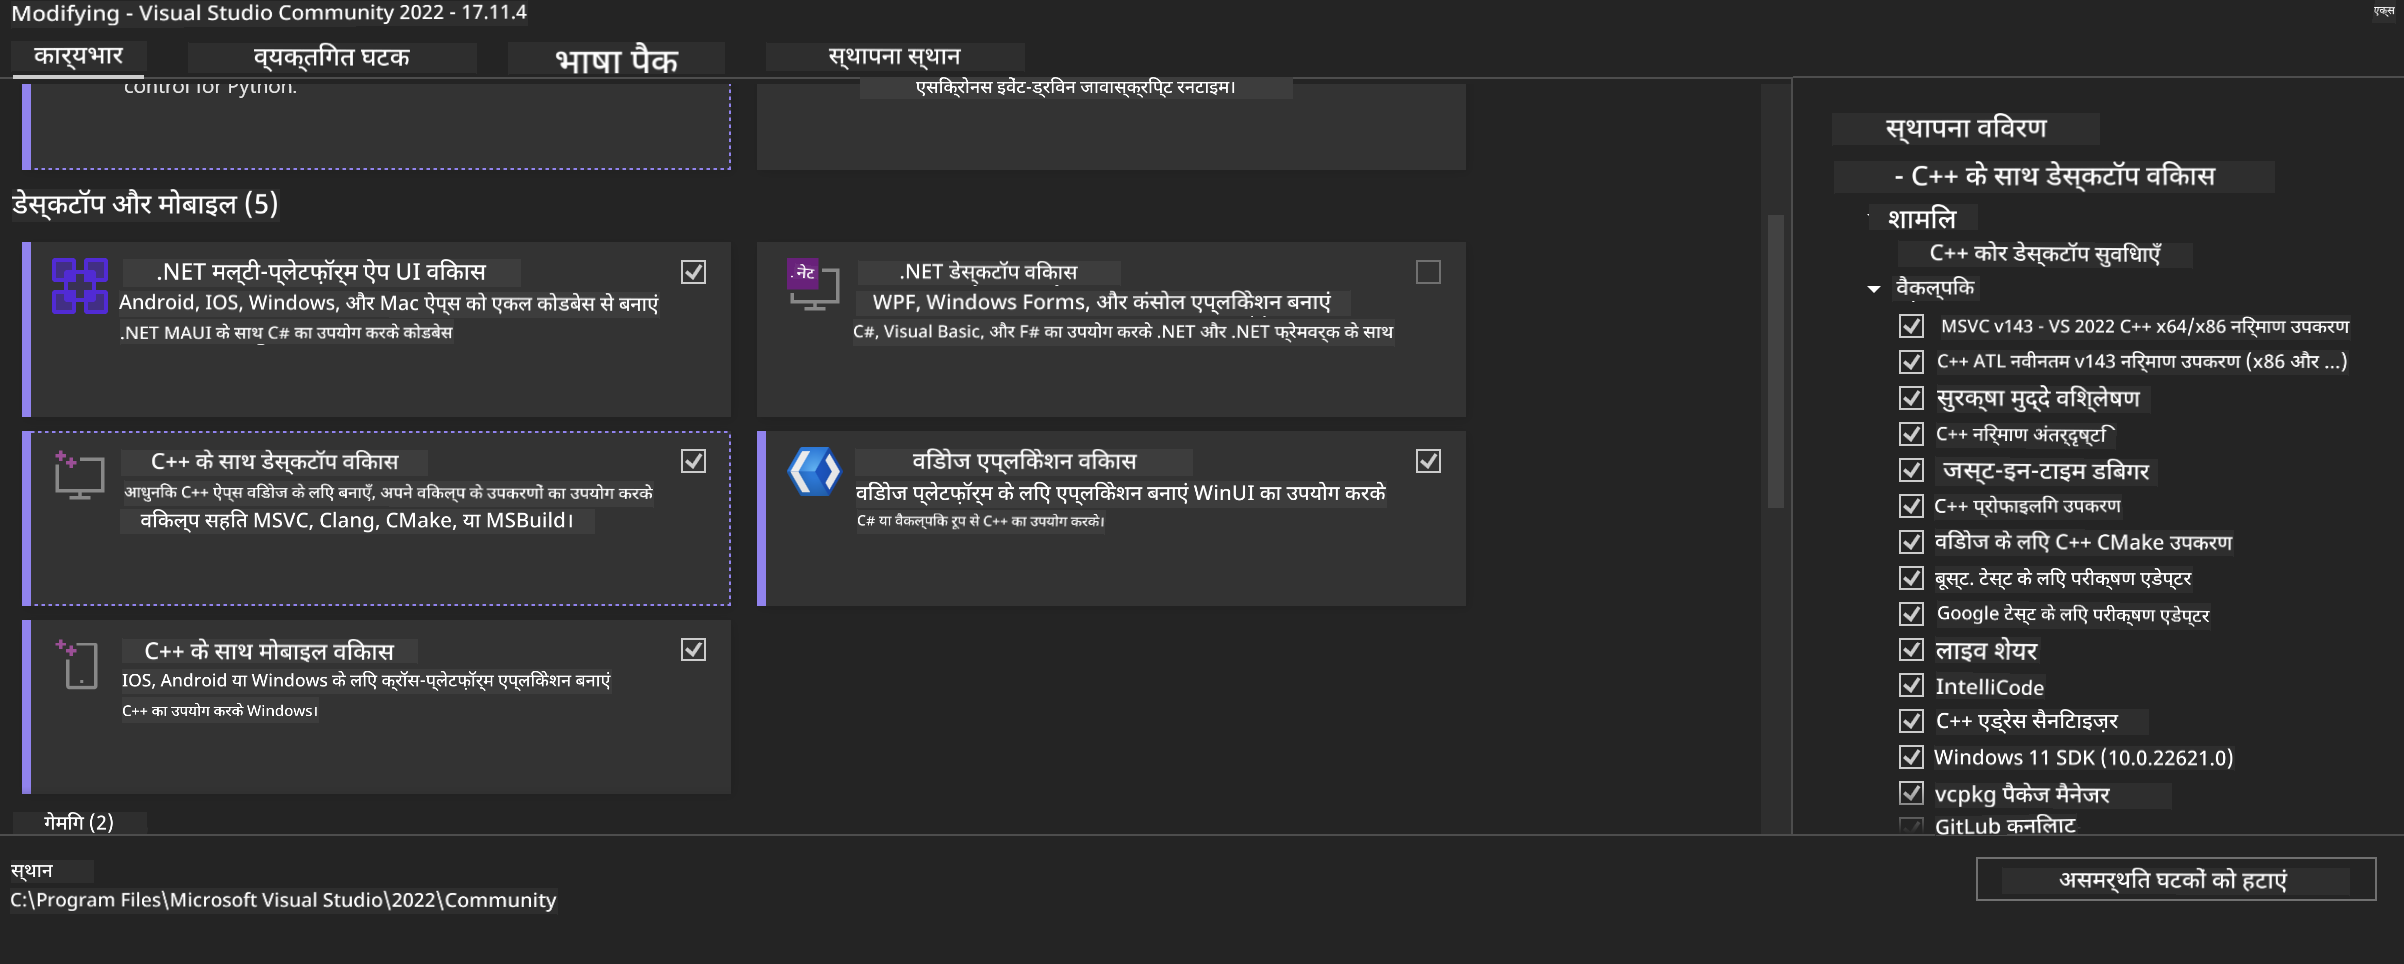 Modifying - Visual Studio Community 2022 - 17.11.4
एक्स
कार्यभार
व्यक्तिगत घटक
भाषा पैक
स्थापना स्थान
control for Python.
एसिंक्रोनस इवेंट-ड्रिवन जावास्क्रिप्ट रनटाइम।
डेस्कटॉप और मोबाइल (5)
.NET मल्टी-प्लेटफ़ॉर्म ऐप UI विकास
Android, IOS, Windows, और Mac ऐप्स को एकल कोडबेस से बनाएं
.NET MAUI के साथ C# का उपयोग करके कोडबेस
.नेट
.NET डेस्कटॉप विकास
WPF, Windows Forms, और कंसोल एप्लिकेशन बनाएं
C#, Visual Basic, और F# का उपयोग करके .NET और .NET फ्रेमवर्क के साथ
C++ के साथ डेस्कटॉप विकास
आधुनिक C++ ऐप्स विंडोज के लिए बनाएँ, अपने विकल्प के उपकरणों का उपयोग करके
विकल्प सहित MSVC, Clang, CMake, या MSBuild।
विंडोज एप्लिकेशन विकास
विंडोज प्लेटफ़ॉर्म के लिए एप्लिकेशन बनाएं WinUI का उपयोग करके
C# या वैकल्पिक रूप से C++ का उपयोग करके।
C++ के साथ मोबाइल विकास
IOS, Android या Windows के लिए क्रॉस-प्लेटफ़ॉर्म एप्लिकेशन बनाएं
C++ का उपयोग करके Windows।
गेमिंग (2)
स्थापना विवरण
- C++ के साथ डेस्कटॉप विकास
शामिल
C++ कोर डेस्कटॉप सुविधाएँ
वैकल्पिक
MSVC v143 - VS 2022 C++ x64/x86 निर्माण उपकरण
C++ ATL नवीनतम v143 निर्माण उपकरण (x86 और ...)
सुरक्षा मुद्दे विश्लेषण
C++ निर्माण अंतर्दृष्टि
जस्ट-इन-टाइम डिबगर
C++ प्रोफाइलिंग उपकरण
विंडोज के लिए C++ CMake उपकरण
बूस्ट. टेस्ट के लिए परीक्षण एडेप्टर
Google टेस्ट के लिए परीक्षण एडेप्टर
लाइव शेयर
IntelliCode
C++ एड्रेस सैनिटाइज़र
Windows 11 SDK (10.0.22621.0)
vcpkg पैकेज मैनेजर
GitLub कनिलाट
स्थान
C:\Program Files\Microsoft Visual Studio\2022\Community
असमर्थित घटकों को हटाएं